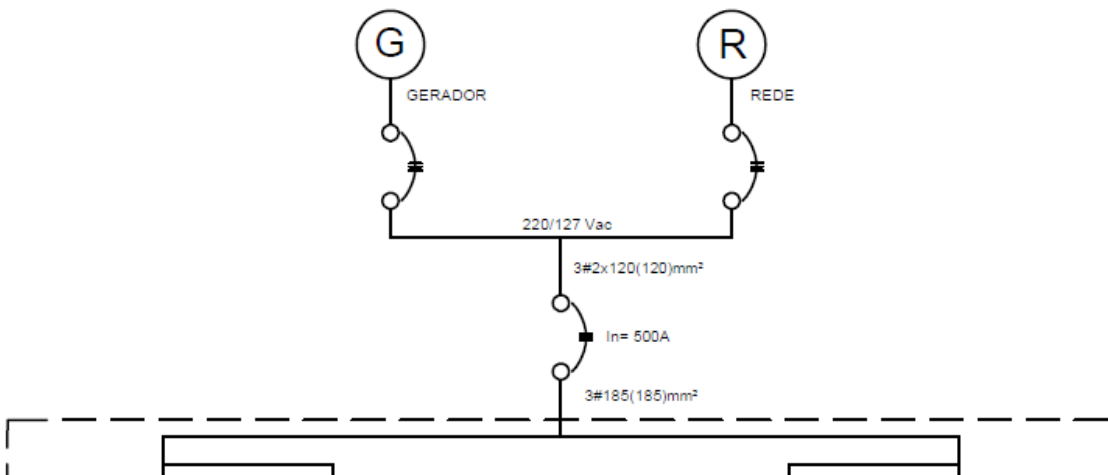 G
R
GERADOR
REDE
220/127 Vac
3#2x120(120)mm²
In= 500A
3#185(185)mm²